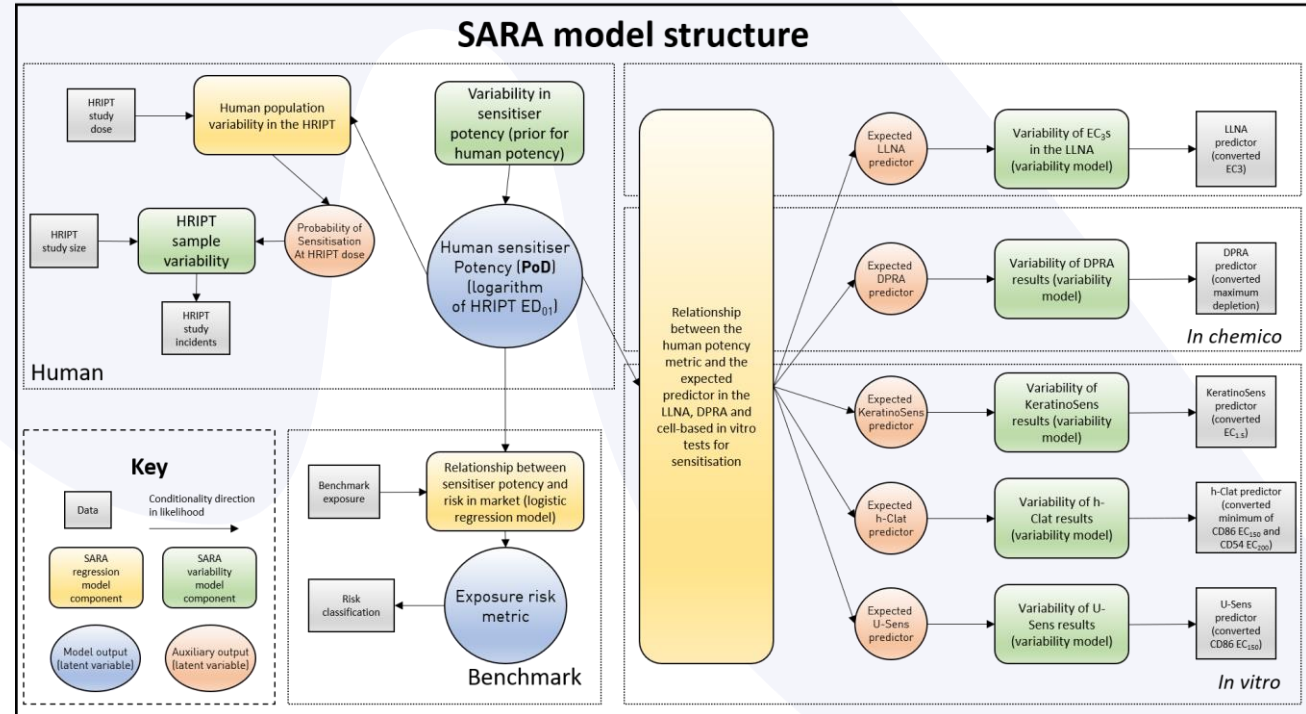 SARA model structure
HRIPT
study
dose
Human population
variability in the HRIPT
Variability in
sensitiser
potency (prior for
human potency)
HRIPT
study size
HRIPT
sample
variability
Probability of
Sensitisation
At HRIPT dose
Human sensitiser
Potency (PoD)
(logarithm
of HRIPT ED01)
HRIPT
study
incidents
Human
Relationship
between the
human potency
metric and the
expected
predictor in the
LLNA, DPRA and
cell-based in vitro
tests for
sensitisation
Expected
LLNA
predictor
Variability of EC3s
in the LLNA
(variability model)
LLNA
predictor
(converted
EC3)
Expected
DPRA
predictor
Variability of DPRA
results (variability
model)
DPRA
predictor
(converted
maximum
depletion)
In chemico
Expected
KeratinoSens
predictor
Variability of
KeratinoSens
results (variability
model)
KeratinoSens
predictor
(converted
EC1.5)
Expected
h-Clat
predictor
Variability of h-
Clat results
(variability model)
h-Clat predictor
(converted
minimum of
CD86 EC150 and
CD54 EC200)
Expected
U-Sens
predictor
Variability of U-
Sens results
(variability model)
U-Sens
predictor
(converted
CD86 EC150)
In vitro
Key
Data
Conditionality direction
in likelihood
SARA
regression
model
component
SARA
variability
model
component
Model output
(latent variable)
Auxiliary output
(latent variable)
Benchmark
exposure
Relationship between
sensitiser potency and
risk in market (logistic
regression model)
Risk
classification
Exposure risk
metric
Benchmark